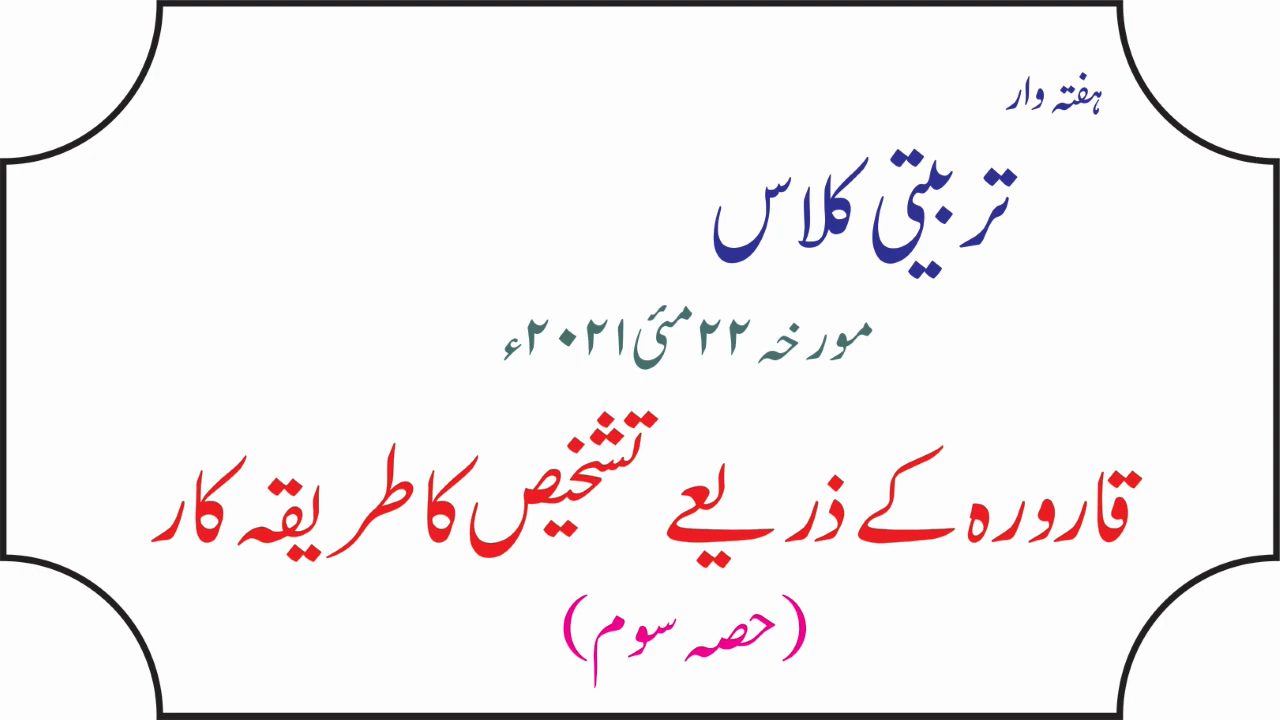 ہفتہ وار
تربیتی کلاس
مورخہ ۲۲ مئی ۲۰۲۱ء
قارورہ کے ذریعے تشخیص کا طریقہ کار
(حصہ سوم)